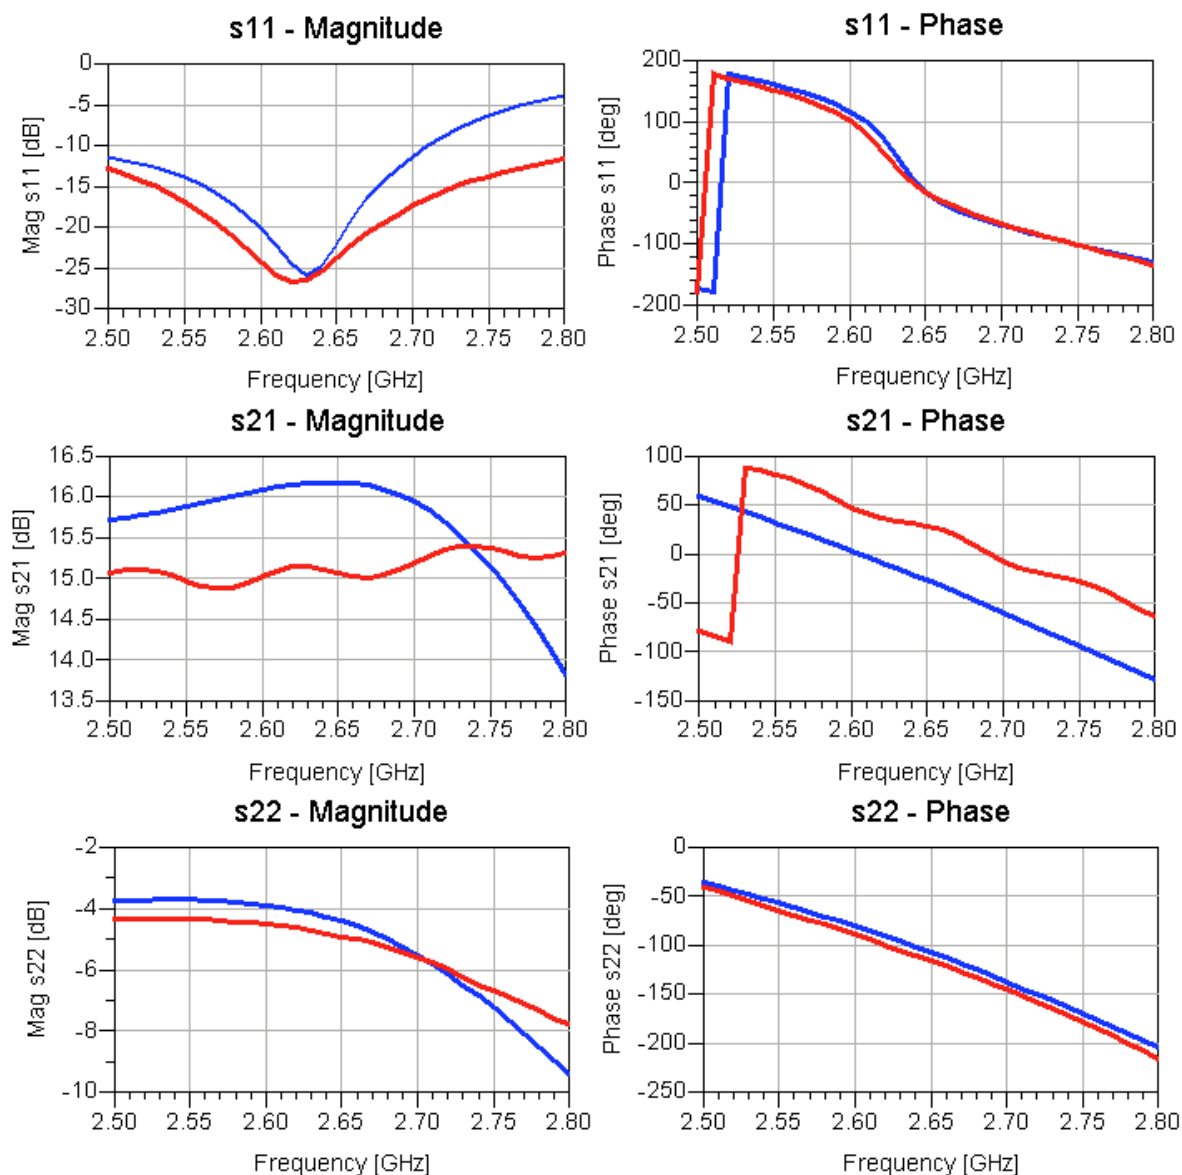 s11 - Magnitude
s11 - Phase
0
-5
-10
-15
-20
-25
-30
Mag s11 [dB]
2.50 2.55 2.60 2.65 2.70 2.75 2.80
Frequency [GHz]
200
100
0
-100
-200
Phase s11 [deg]
2.50 2.55 2.60 2.65 2.70 2.75 2.80
Frequency [GHz]
s21 - Magnitude
s21 - Phase
16.5
16.0
15.5
15.0
14.5
14.0
13.5
Mag s21 [dB]
2.50 2.55 2.60 2.65 2.70 2.75 2.80
Frequency [GHz]
100
50
0
-50
-100
-150
Phase s21 [deg]
2.50 2.55 2.60 2.65 2.70 2.75 2.80
Frequency [GHz]
s22 - Magnitude
s22 - Phase
-2
-4
-6
-8
-10
Mag s22 [dB]
2.50 2.55 2.60 2.65 2.70 2.75 2.80
Frequency [GHz]
0
-50
-100
-150
-200
-250
Phase s22 [deg]
2.50 2.55 2.60 2.65 2.70 2.75 2.80
Frequency [GHz]